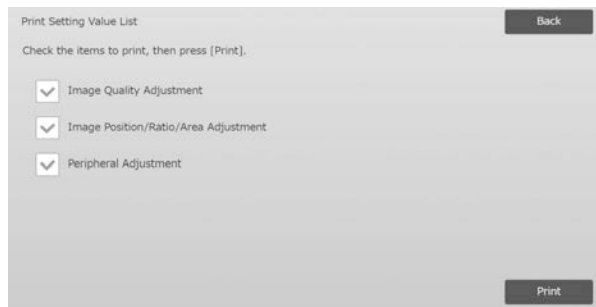 Print Setting Value List
Back
Check the items to print, then press [Print].
Image Quality Adjustment
Image Position/Ratio/Area Adjustment
Peripheral Adjustment
Print